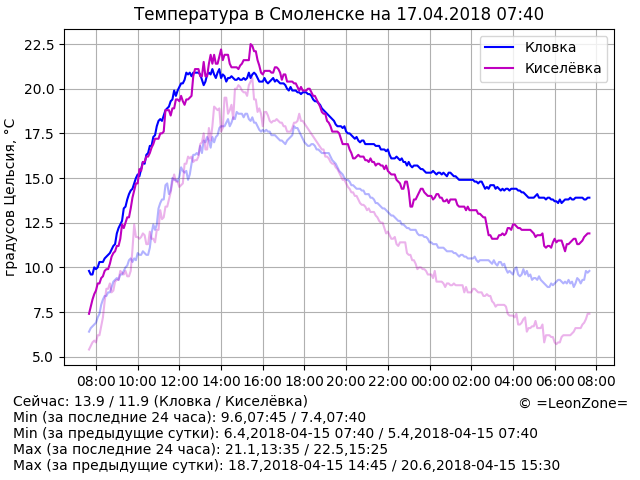 Температура в Смоленске на 17.04.2018 07:40
Кловка
Киселёвка
градусов Цельсия, °C
22.5
20.0
17.5
15.0
12.5
10.0
7.5
5.0
08:00 10:00 12:00 14:00 16:00 18:00 20:00 22:00 00:00 02:00 04:00 06:00 08:00
Сейчас: 13.9 / 11.9 (Кловка / Киселёвка)
© =LeonZone=
Min (за последние 24 часа): 9.6,07:45 / 7.4,07:40
Min (за предыдущие сутки): 6.4,2018-04-15 07:40 / 5.4,2018-04-15 07:40
Max (за последние 24 часа): 21.1,13:35 / 22.5,15:25
Max (за предыдущие сутки): 18.7,2018-04-15 14:45 / 20.6,2018-04-15 15:30